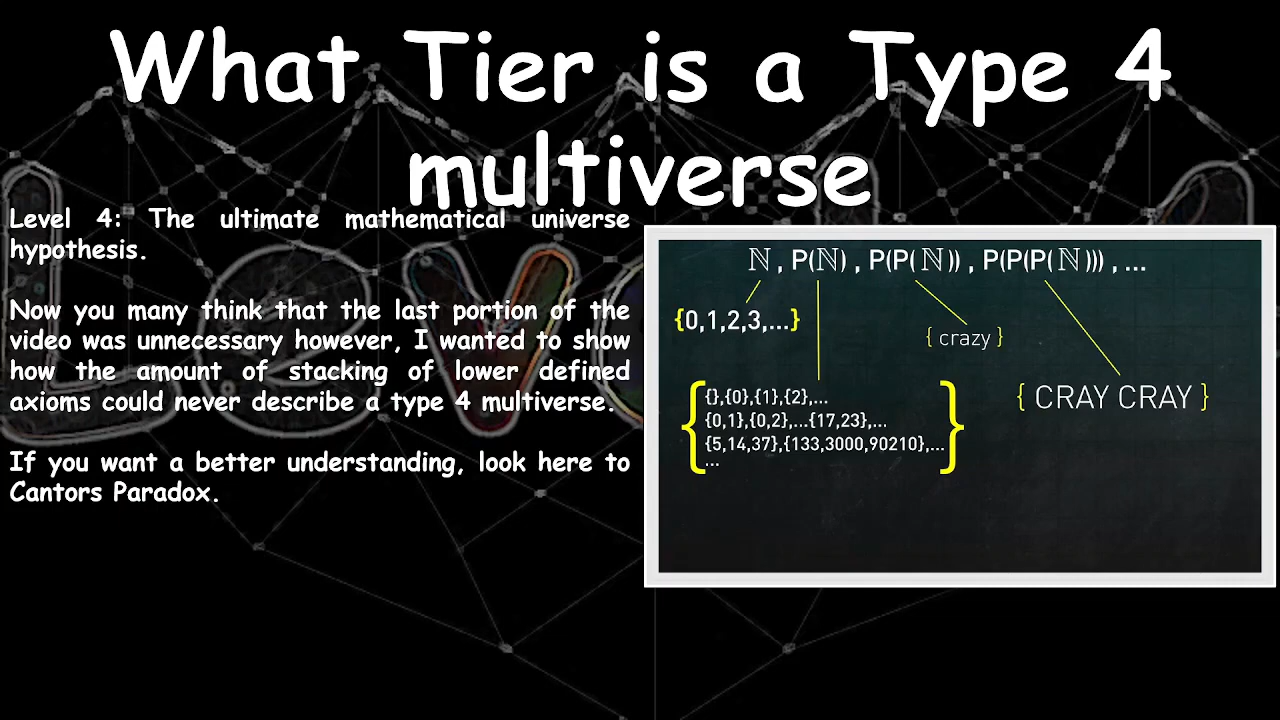 What Tier is a Type 4
multiverse
Level 4: The ultimate mathematical universe
hypothesis.
Now you many think that the last portion of the
video was unnecessary however, I wanted to show
how the amount of stacking of lower defined
axioms could never describe a type 4 multiverse.
If you want a better understanding, look here to
Cantors Paradox.
ℕ , P(ℕ) , P(P(ℕ)) , P(P(P(ℕ))) , ...
{0,1,2,3,...}
{ crazy }
{ CRAY CRAY }
{ {},{0},{1},{2},...
{0,1},{0,2},...{17,23},...
{5,14,37},{133,3000,90210},...
... }